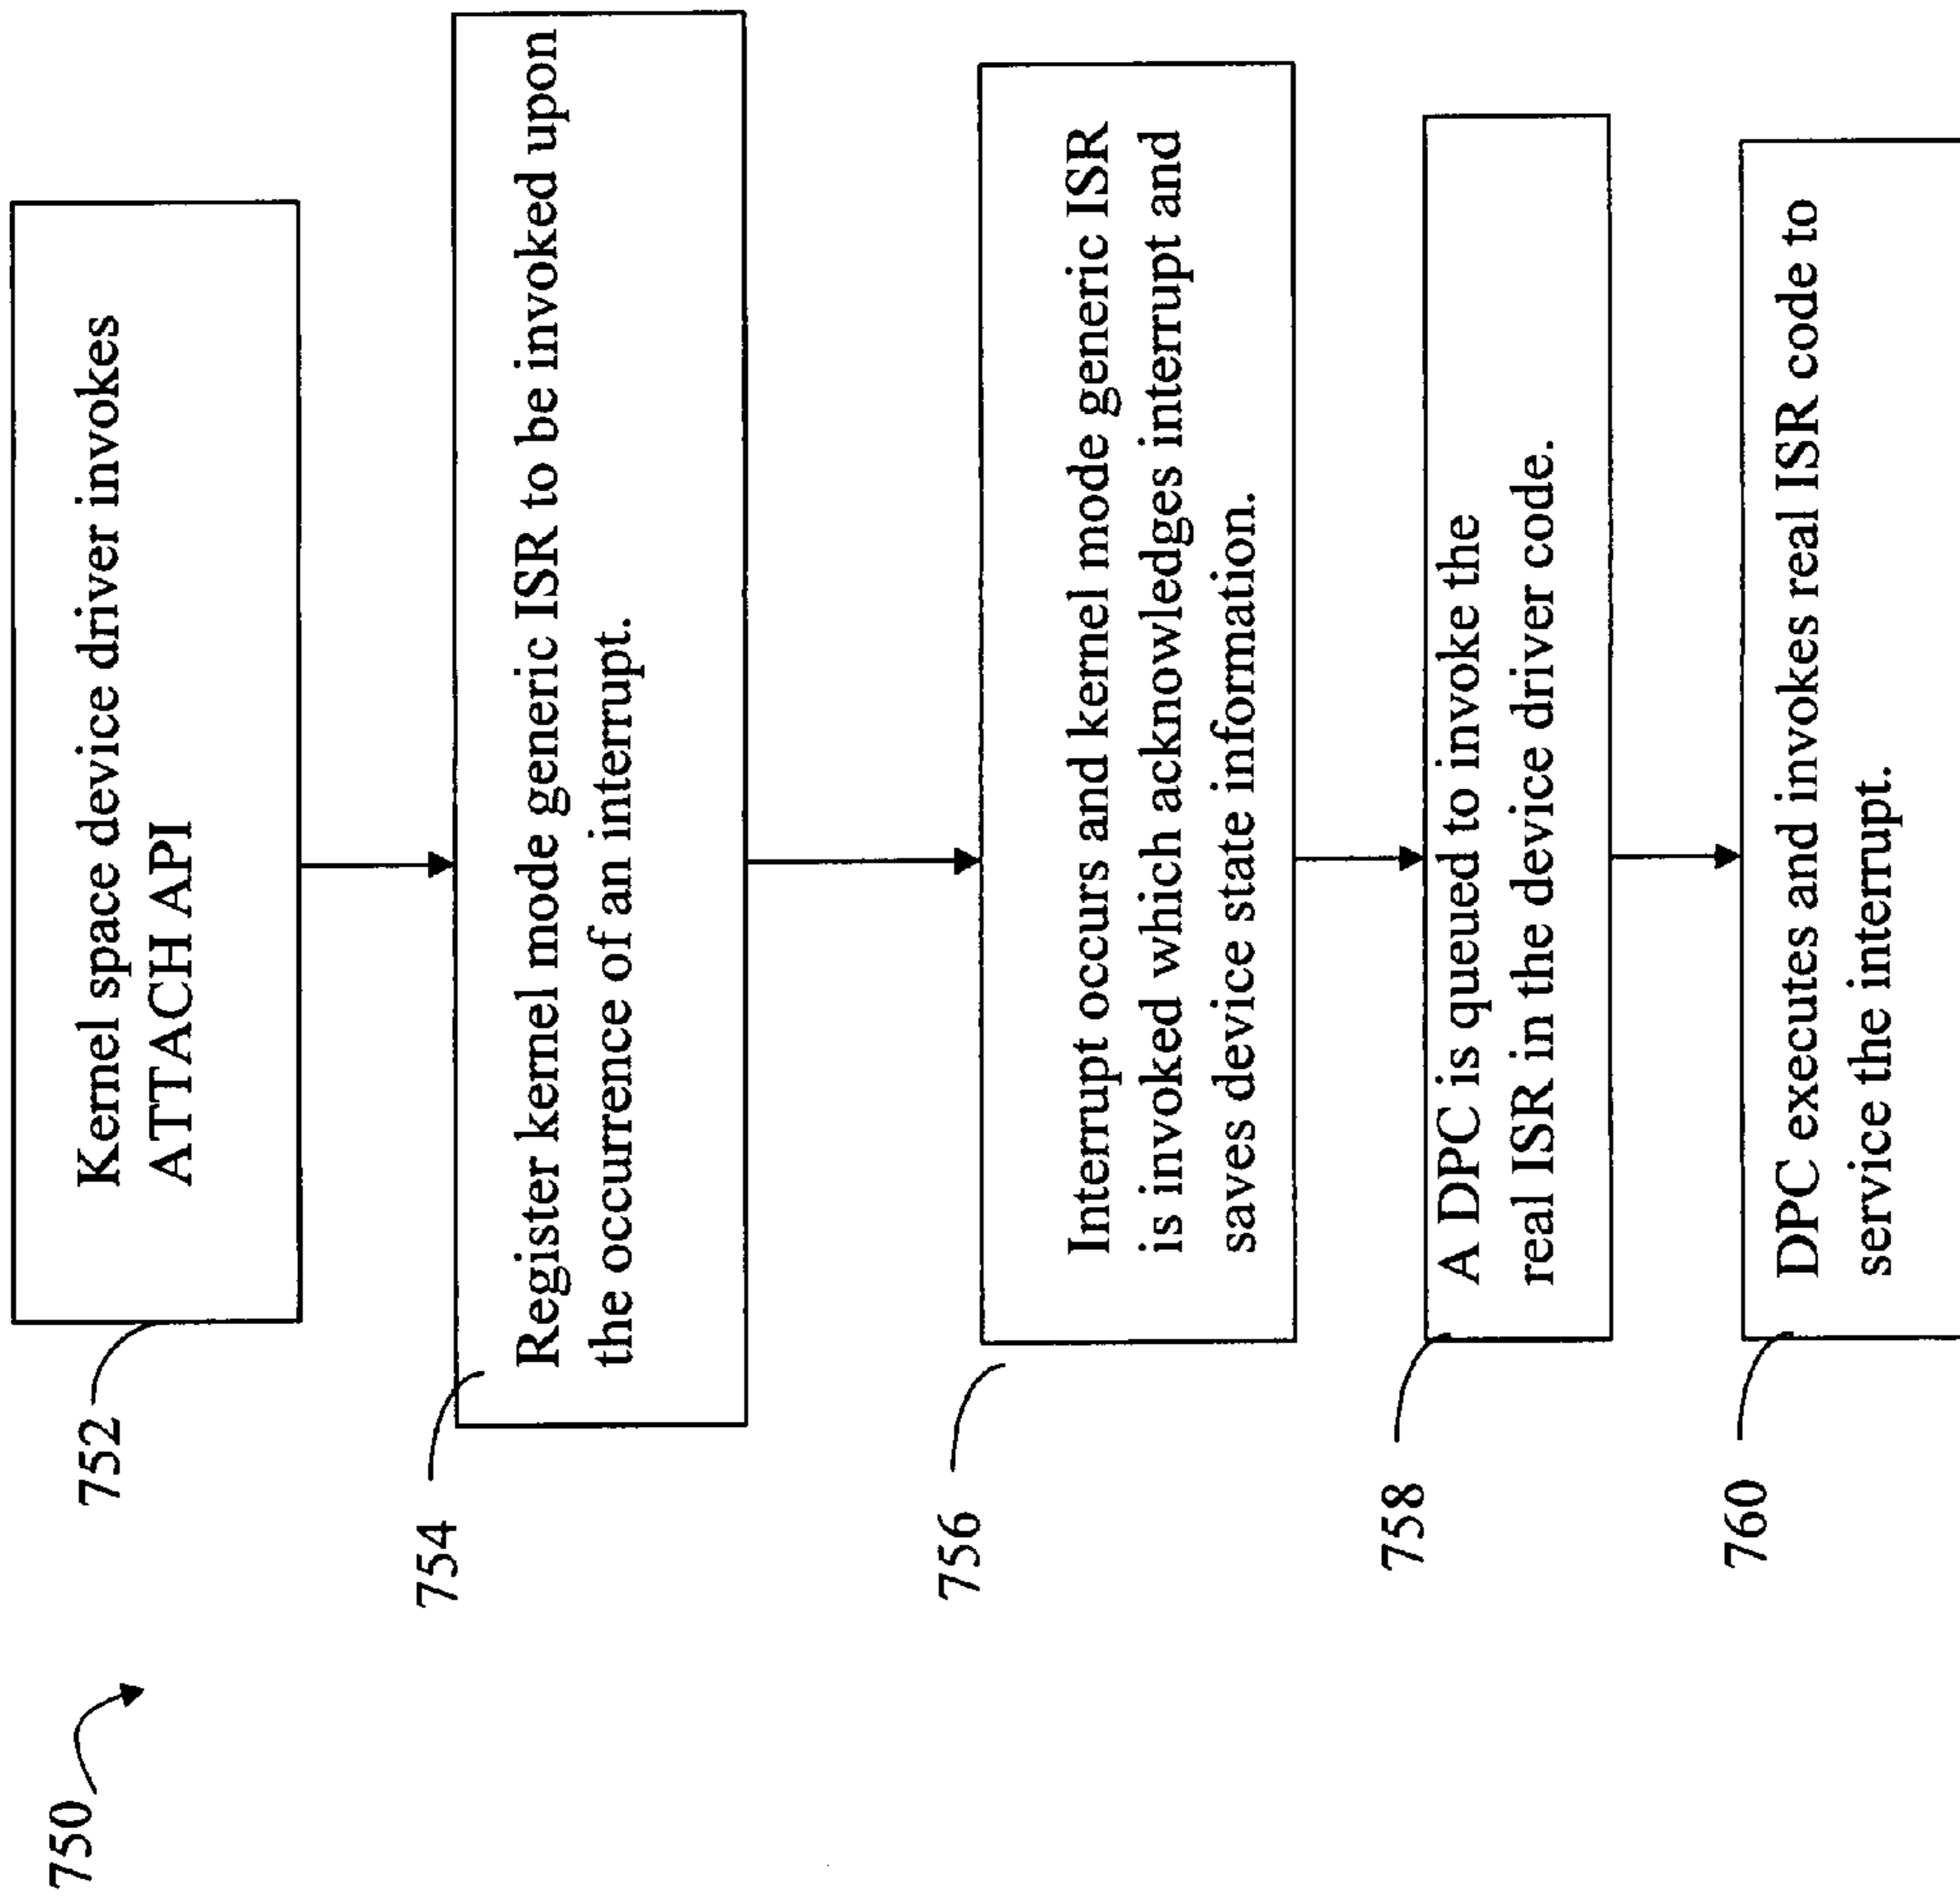 750
752
Kernel space device driver invokes
ATTACH API
754
Register kernel mode generic ISR to be invoked upon
the occurrence of an interrupt.
756
Interrupt occurs and kernel mode generic ISR
is invoked which acknowledges interrupt and
saves device state information.
758
A DPC is queued to invoke the
real ISR in the device driver code.
760
DPC executes and invokes real ISR code to
service the interrupt.